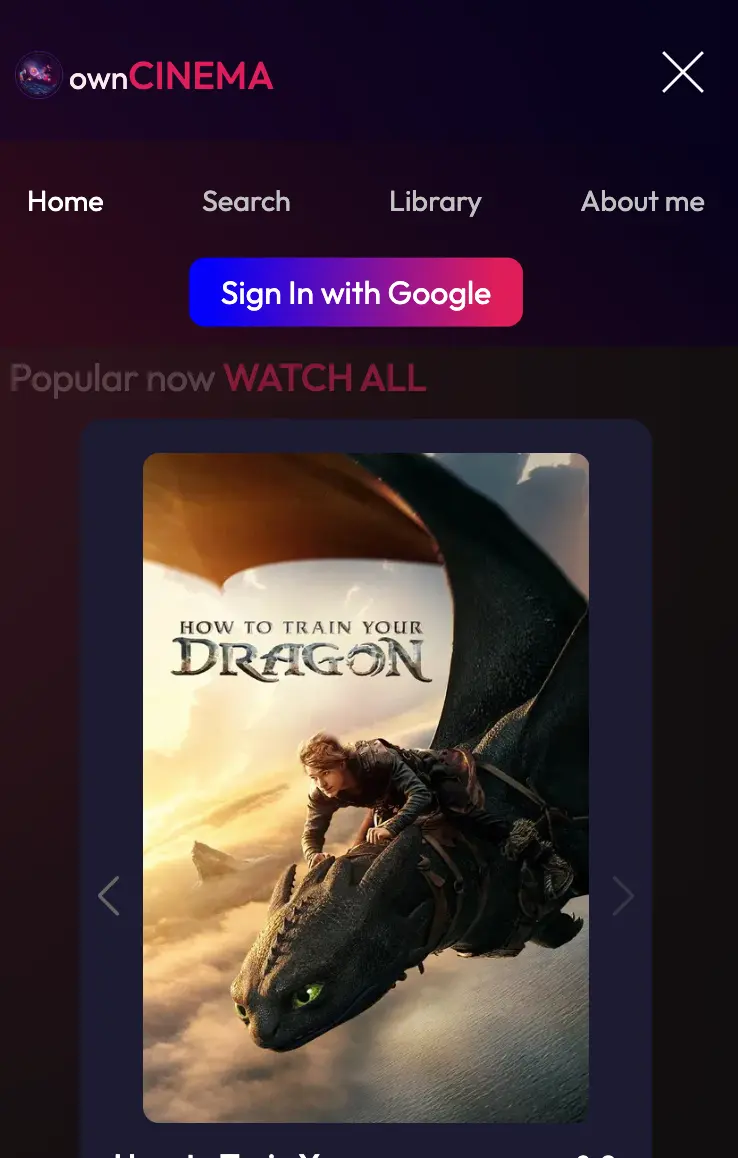 ownCINEMA
Home Search Library About me
Sign In with Google
Popular now WATCH ALL
HOW TO TRAIN YOUR
DRAGON